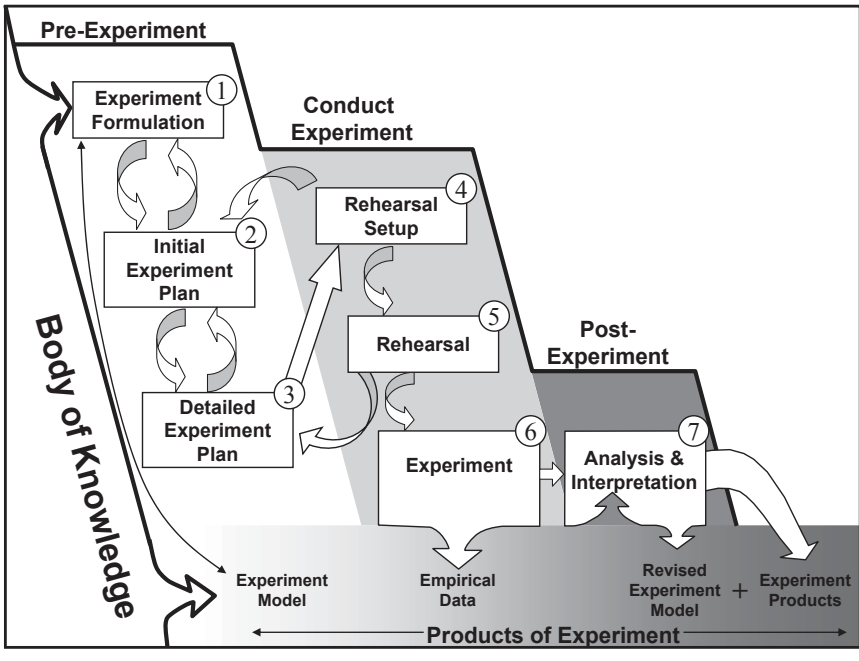 Pre-Experiment
1
Experiment
Formulation
Conduct
Experiment
2
Initial
Experiment
Plan
4
Rehearsal
Setup
3
Detailed
Experiment
Plan
5
Rehearsal
Post-
Experiment
6
Experiment
7
Analysis &
Interpretation
Body of Knowledge
Experiment
Model
Empirical
Data
Revised
Experiment
Model
+
Experiment
Products
Products of Experiment